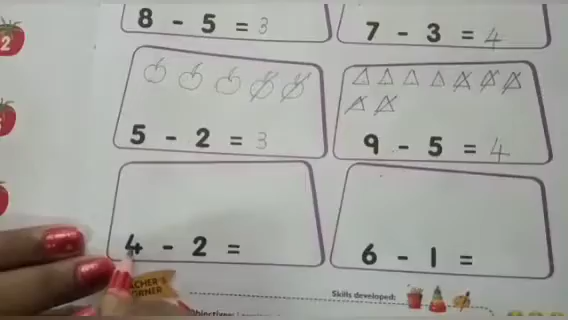 2
8 - 5 = 3
7 - 3 = 4
5 - 2 = 3
9 - 5 = 4
4 - 2 =
6 - 1 =
CORNER
Skills developed: